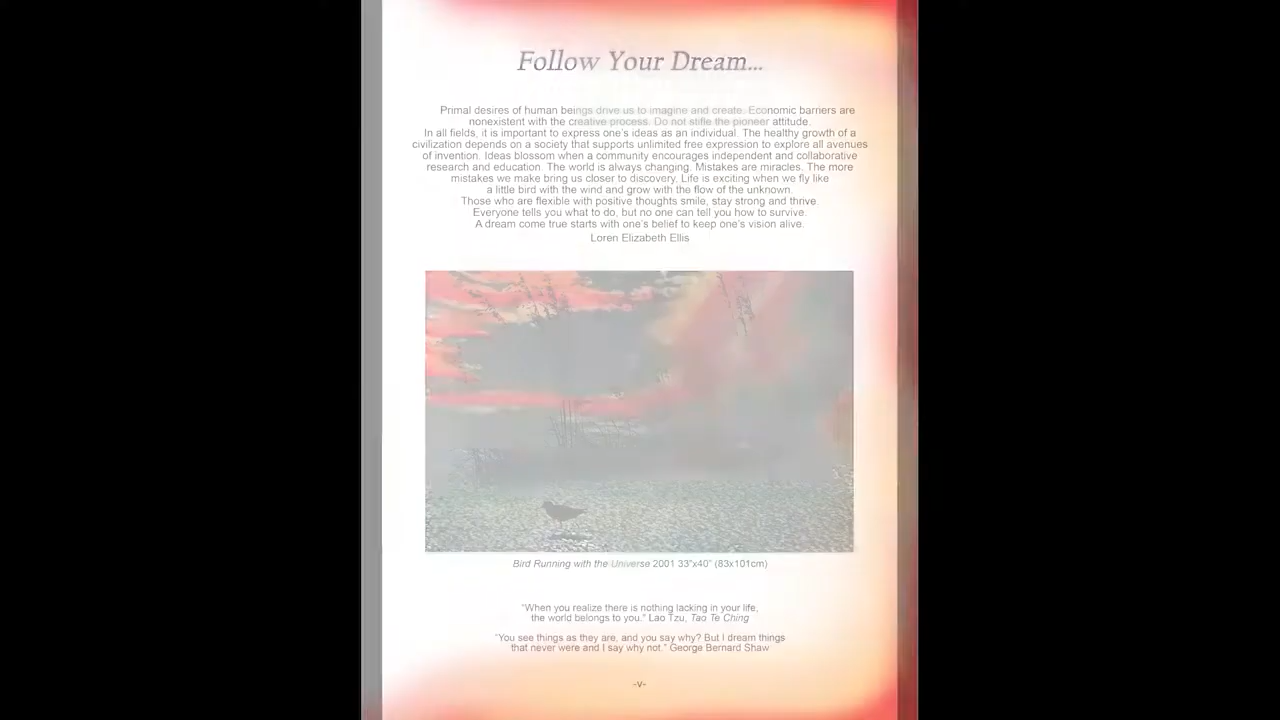 Follow Your Dream...
Primal desires of human beings drive us to imagine and create. Economic barriers are
nonexistent with the creative process. Do not stifle the pioneer attitude.
In all fields, it is important to express one's ideas as an individual. The healthy growth of a
civilization depends on a society that supports unlimited free expression to explore all avenues
of invention. Ideas blossom when a community encourages independent and collaborative
research and education. The world is always changing. Mistakes are miracles. The more
mistakes we make bring us closer to discovery. Life is exciting when we fly like
a little bird with the wind and grow with the flow of the unknown.
Those who are flexible with positive thoughts smile, stay strong and thrive.
Everyone tells you what to do, but no one can tell you how to survive.
A dream come true starts with one's belief to keep one's vision alive.
Loren Elizabeth Ellis
Bird Running with the Universe 2001 33"x40" (83x101cm)
"When you realize there is nothing lacking in your life,
the world belongs to you." Lao Tzu, Tao Te Ching
"You see things as they are, and you say why? But I dream things
that never were and I say why not." George Bernard Shaw
-v-